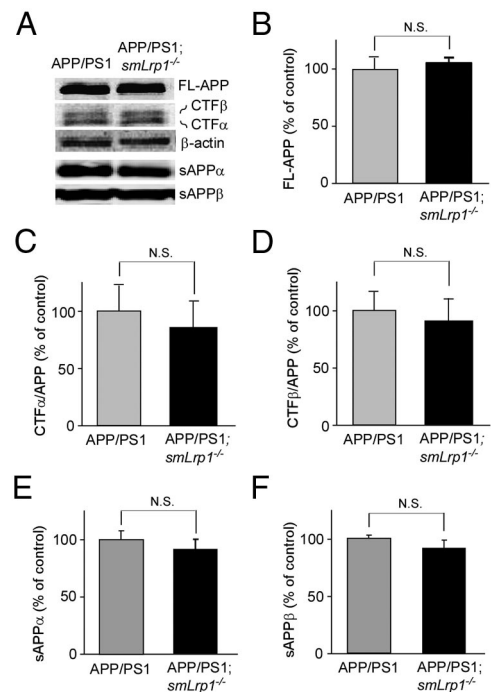 A
APP/PS1
APP/PS1;
smLrp1-/-
FL-APP
CTFβ
CTFα
β-actin
sAPPα
sAPPβ
B
N.S.
100
50
0
FL-APP (% of control)
APP/PS1
APP/PS1;
smLrp1-/-
C
N.S.
100
50
0
CTFα/APP (% of control)
APP/PS1
APP/PS1;
smLrp1-/-
D
N.S.
100
50
0
CTFβ/APP (% of control)
APP/PS1
APP/PS1;
smLrp1-/-
E
N.S.
100
50
0
sAPPα (% of control)
APP/PS1
APP/PS1;
smLrp1-/-
F
N.S.
100
50
0
sAPPβ (% of control)
APP/PS1
APP/PS1;
smLrp1-/-